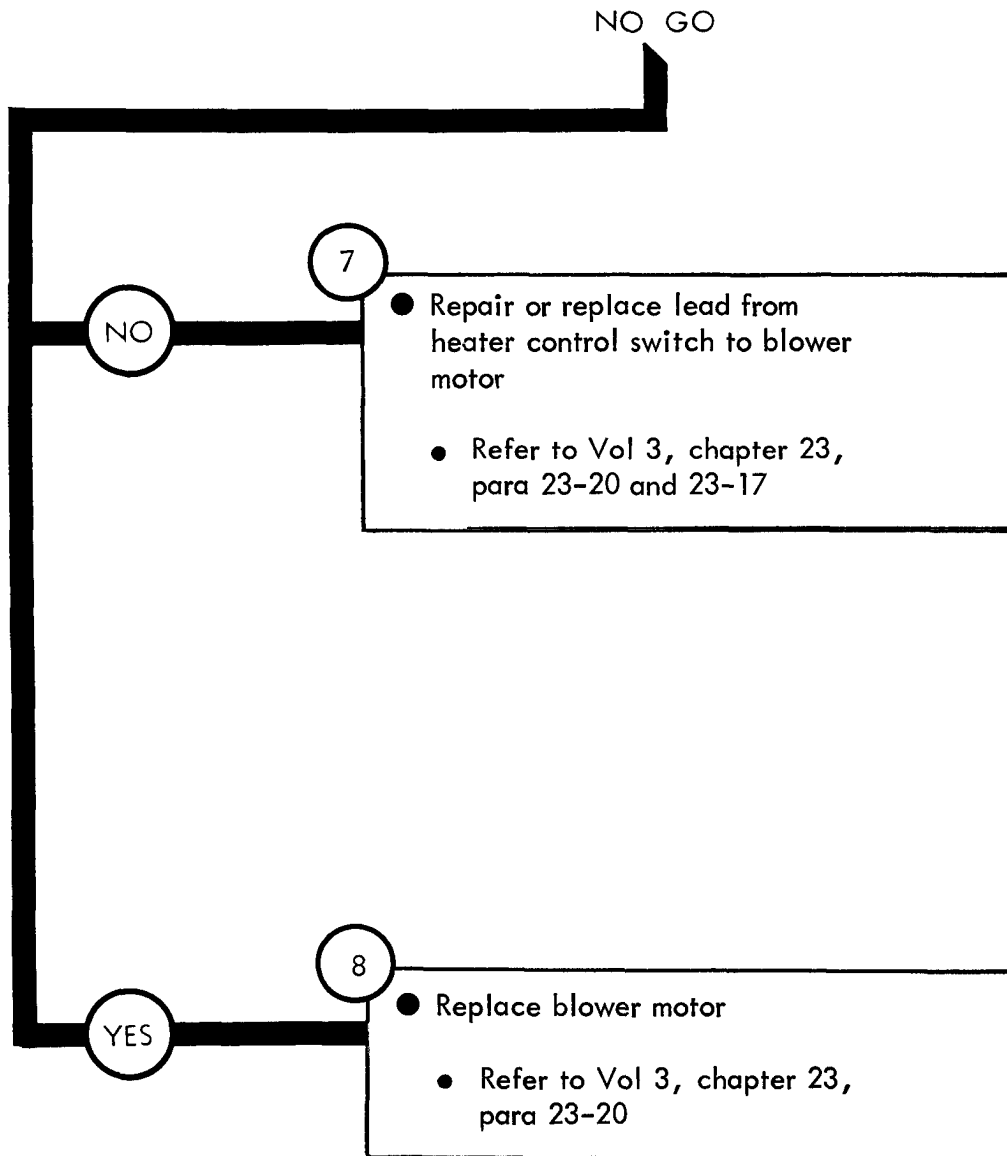 NO GO
7
NO
● Repair or replace lead from
heater control switch to blower
motor
● Refer to Vol 3, chapter 23,
para 23-20 and 23-17
8
YES
● Replace blower motor
● Refer to Vol 3, chapter 23,
para 23-20